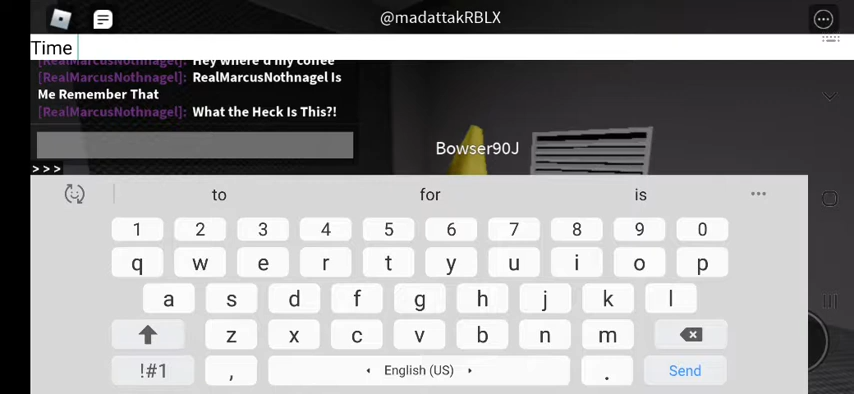 @madattakRBLX
Time
[RealMarcusNothnagel]: Hey where'd my coffee
[RealMarcusNothnagel]: RealMarcusNothnagel Is
Me Remember That
[RealMarcusNothnagel]: What the Heck Is This?!
Bowser90J
>>>
to for is
1 2 3 4 5 6 7 8 9 0
q w e r t y u i o p
a s d f g h j k l
z x c v b n m
!#1 , English (US) . Send